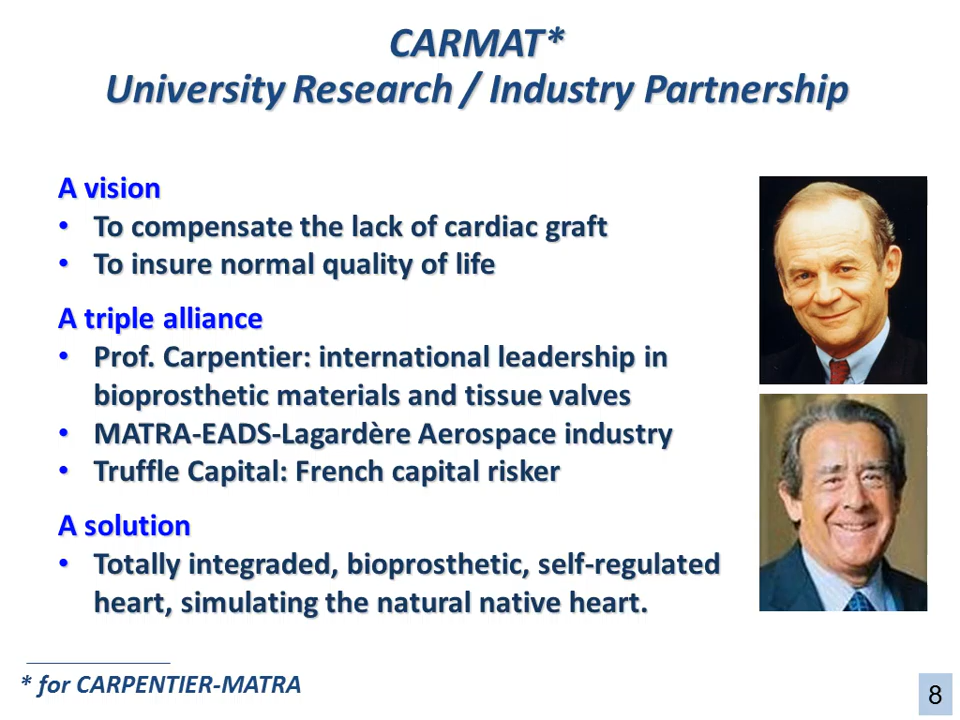 CARMAT*
University Research / Industry Partnership
A vision
• To compensate the lack of cardiac graft
• To insure normal quality of life
A triple alliance
• Prof. Carpentier: international leadership in
bioprosthetic materials and tissue valves
• MATRA-EADS-Lagardère Aerospace industry
• Truffle Capital: French capital risker
A solution
• Totally integraded, bioprosthetic, self-regulated
heart, simulating the natural native heart.
* for CARPENTIER-MATRA
8